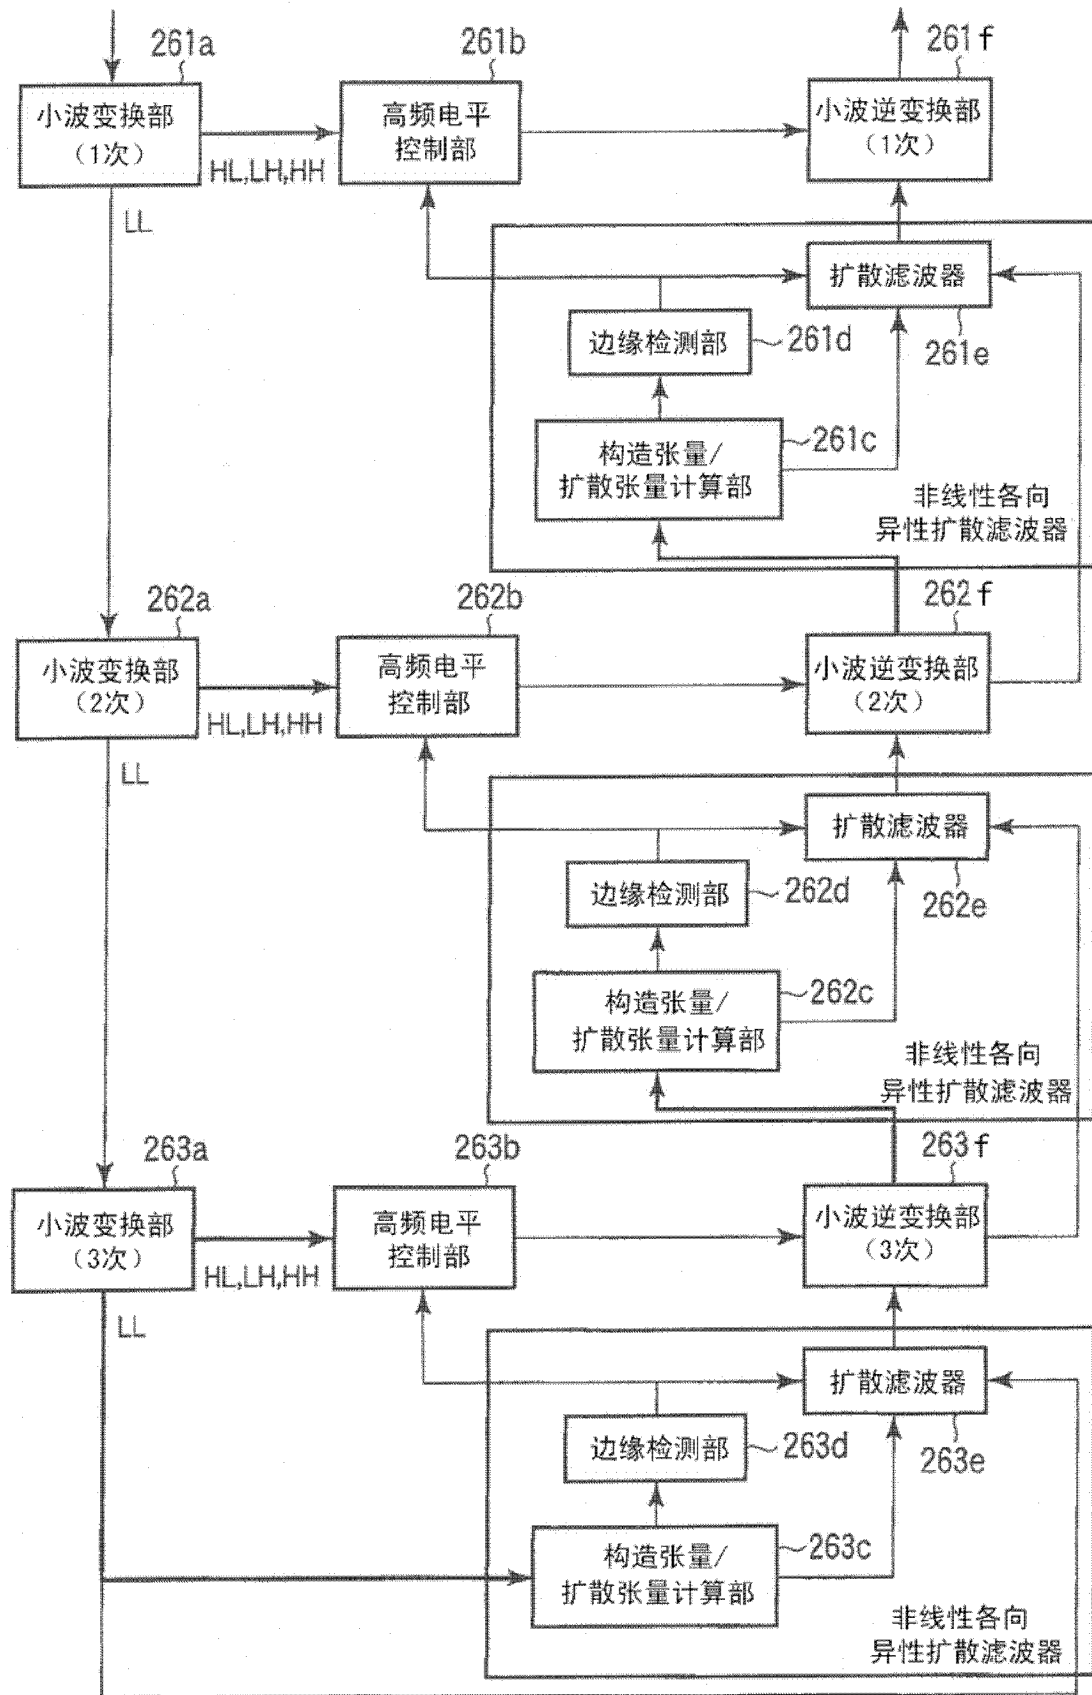 261a
261b
261f
小波变换部
（1次）
高频电平
控制部
小波逆变换部
（1次）
HL,LH,HH
LL
扩散滤波器
261e
边缘检测部
261d
构造张量/
扩散张量计算部
261c
非线性各向
异性扩散滤波器
262a
262b
262f
小波变换部
（2次）
高频电平
控制部
小波逆变换部
（2次）
HL,LH,HH
LL
扩散滤波器
262e
边缘检测部
262d
构造张量/
扩散张量计算部
262c
非线性各向
异性扩散滤波器
263a
263b
263f
小波变换部
（3次）
高频电平
控制部
小波逆变换部
（3次）
HL,LH,HH
LL
扩散滤波器
263e
边缘检测部
263d
构造张量/
扩散张量计算部
263c
非线性各向
异性扩散滤波器